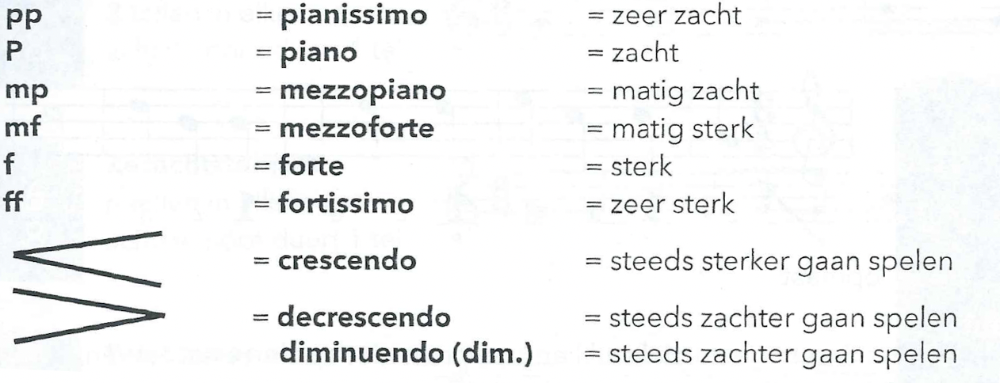 pp = pianissimo = zeer zacht
P = piano = zacht
mp = mezzopiano = matig zacht
mf = mezzoforte = matig sterk
f = forte = sterk
ff = fortissimo = zeer sterk
= crescendo = steeds sterker gaan spelen
= decrescendo = steeds zachter gaan spelen
diminuendo (dim.) = steeds zachter gaan spelen